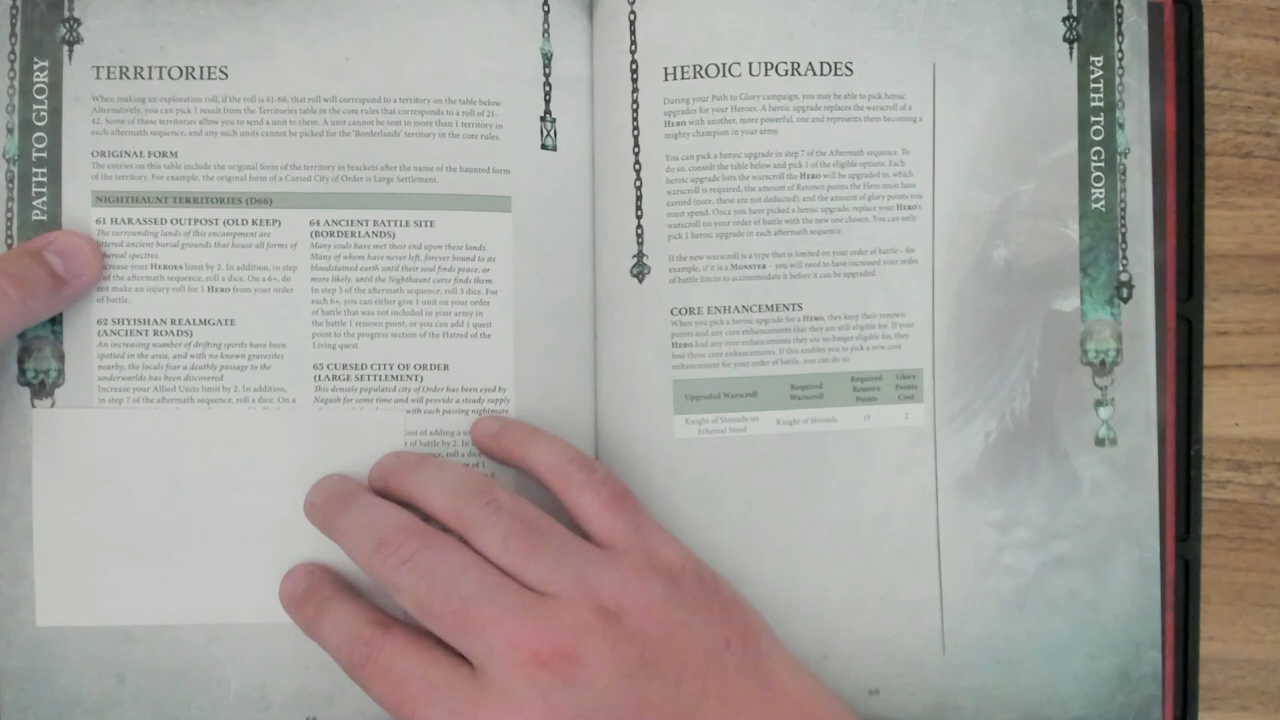 PATH TO GLORY
TERRITORIES
When making an exploration roll, if the roll is 61-66, that roll will correspond to a territory on the table below.
Alternatively, you can pick 1 result from the Territories table in the core rules that corresponds to a roll of 21-
42. Some of these territories allow you to send a unit to them. A unit cannot be sent to more than 1 territory in
each aftermath sequence, and any such units cannot be picked for the 'Borderlands' territory in the core rules.
ORIGINAL FORM
The entries on this table include the original form of the territory in brackets after the name of the haunted form
of the territory. For example, the original form of a Cursed City of Order is Large Settlement.
NIGHTHAUNT TERRITORIES (D66)
61 HARASSED OUTPOST (OLD KEEP)
The surrounding lands of this encampment are
ancient burial grounds that house all forms of
spectres.
your HEROES limit by 2. In addition, in step
of the aftermath sequence, roll a dice. On a 6+, do
not make an injury roll for 1 HERO from your order
of battle.
62 SHYISHAN REALMGATE
(ANCIENT ROADS)
An increasing number of drifting spirits have been
spotted in the area, and with no known gravesites
nearby, the locals fear a deathly passage to the
underworlds has been discovered
Increase your Allied Units limit by 2. In addition,
in step 7 of the aftermath sequence, roll a dice. On a
64 ANCIENT BATTLE SITE
(BORDERLANDS)
Many souls have met their end upon these lands.
Many of whom have never left, forever bound to its
bloodstained earth until their soul finds peace, or
more likely, until the Nighthaunt curse finds them.
In step 3 of the aftermath sequence, roll 5 dice. For
each 6+, you can either give 1 unit on your order
of battle that was not included in your army in
the battle 1 renown point, or you can add 1 quest
point to the progress section of the Hatred of the
Living quest.
65 CURSED CITY OF ORDER
(LARGE SETTLEMENT)
This densely populated city of Order has been eyed by
Nagash for some time and will provide a steady supply
with each passing nightmare.
cost of adding a
of battle by 2. In
roll a dice.
of 1
68
HEROIC UPGRADES
During your Path to Glory campaign, you may be able to pick heroic
upgrades for your Heroes. A heroic upgrade replaces the warscroll of a
HERO with another, more powerful, one and represents them becoming a
mighty champion in your army.
You can pick a heroic upgrade in step 7 of the Aftermath sequence. To
do so, consult the table below and pick 1 of the eligible options. Each
heroic upgrade lists the warscroll the HERO will be upgraded to, which
warscroll is required, the amount of Renown points the Hero must have
earned (note, these are not deducted), and the amount of glory points you
must spend. Once you have picked a heroic upgrade, replace your HERO's
warscroll on your order of battle with the new one chosen. You can only
pick 1 heroic upgrade in each aftermath sequence.
If the new warscroll is a type that is limited on your order of battle – for
example, if it is a MONSTER – you will need to have increased your order
of battle limits to accommodate it before it can be upgraded.
CORE ENHANCEMENTS
When you pick a heroic upgrade for a HERO, they keep their renown
points and any core enhancements that they are still eligible for. If your
HERO had any core enhancements they are no longer eligible for, they
lose those core enhancements. If this enables you to pick a new core
enhancement for your order of battle, you can do so.
Upgraded Warscroll Required Warscroll Required Renown Points Glory Points Cost
Knight of Shrouds on Ethereal Steed Knight of Shrouds 15 2
69
PATH TO GLORY